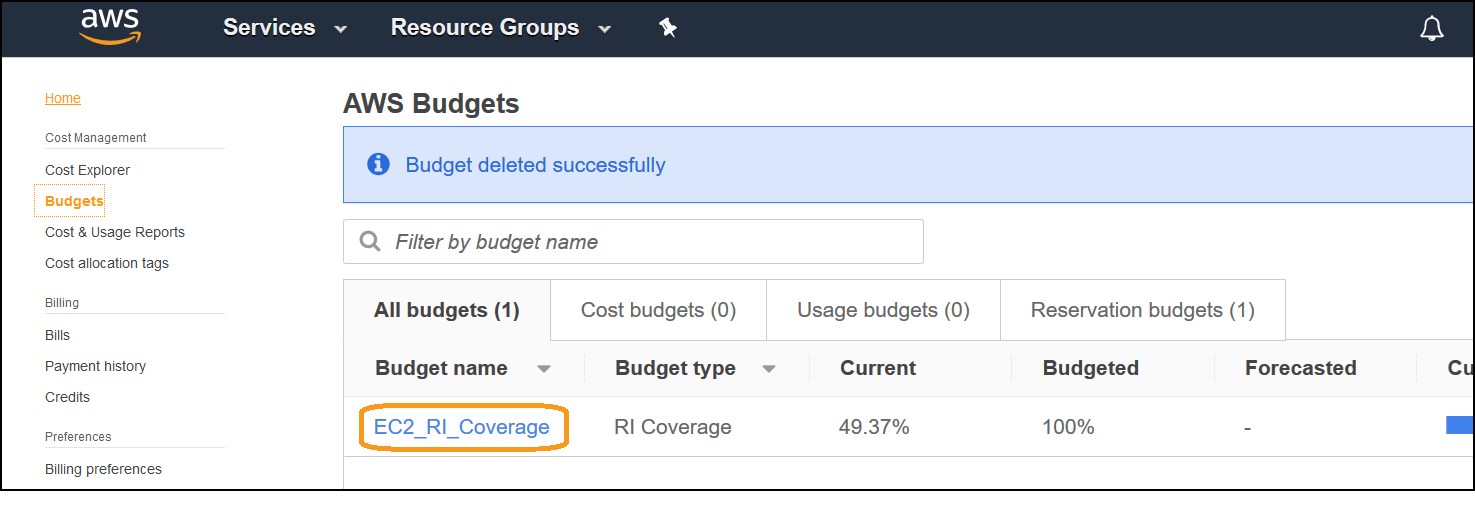 aws Services Resource Groups
Home
Cost Management
Cost Explorer
Budgets
Cost & Usage Reports
Cost allocation tags
Billing
Bills
Payment history
Credits
Preferences
Billing preferences
AWS Budgets
Budget deleted successfully
Filter by budget name
All budgets (1) Cost budgets (0) Usage budgets (0) Reservation budgets (1)
Budget name Budget type Current Budgeted Forecasted Cu
EC2_RI_Coverage RI Coverage 49.37% 100% -